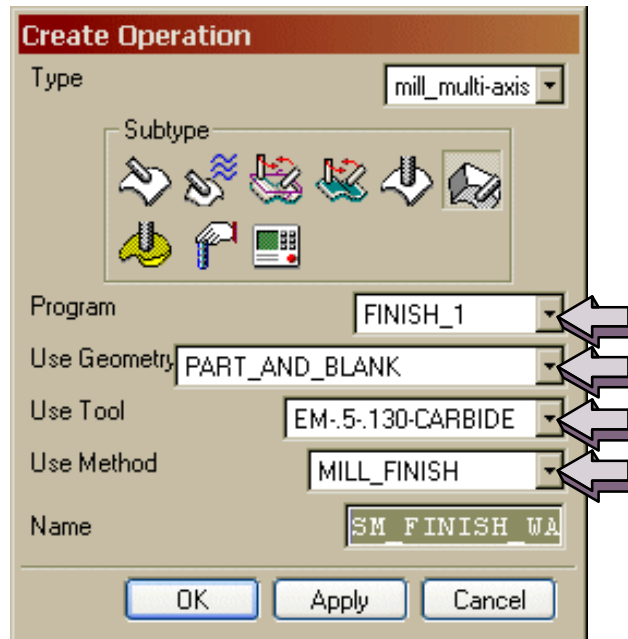 Create Operation
Type mill_multi-axis
Subtype
Program FINISH_1
Use Geometry PART_AND_BLANK
Use Tool EM-.5-.130-CARBIDE
Use Method MILL_FINISH
Name SM_FINISH_WA
OK Apply Cancel